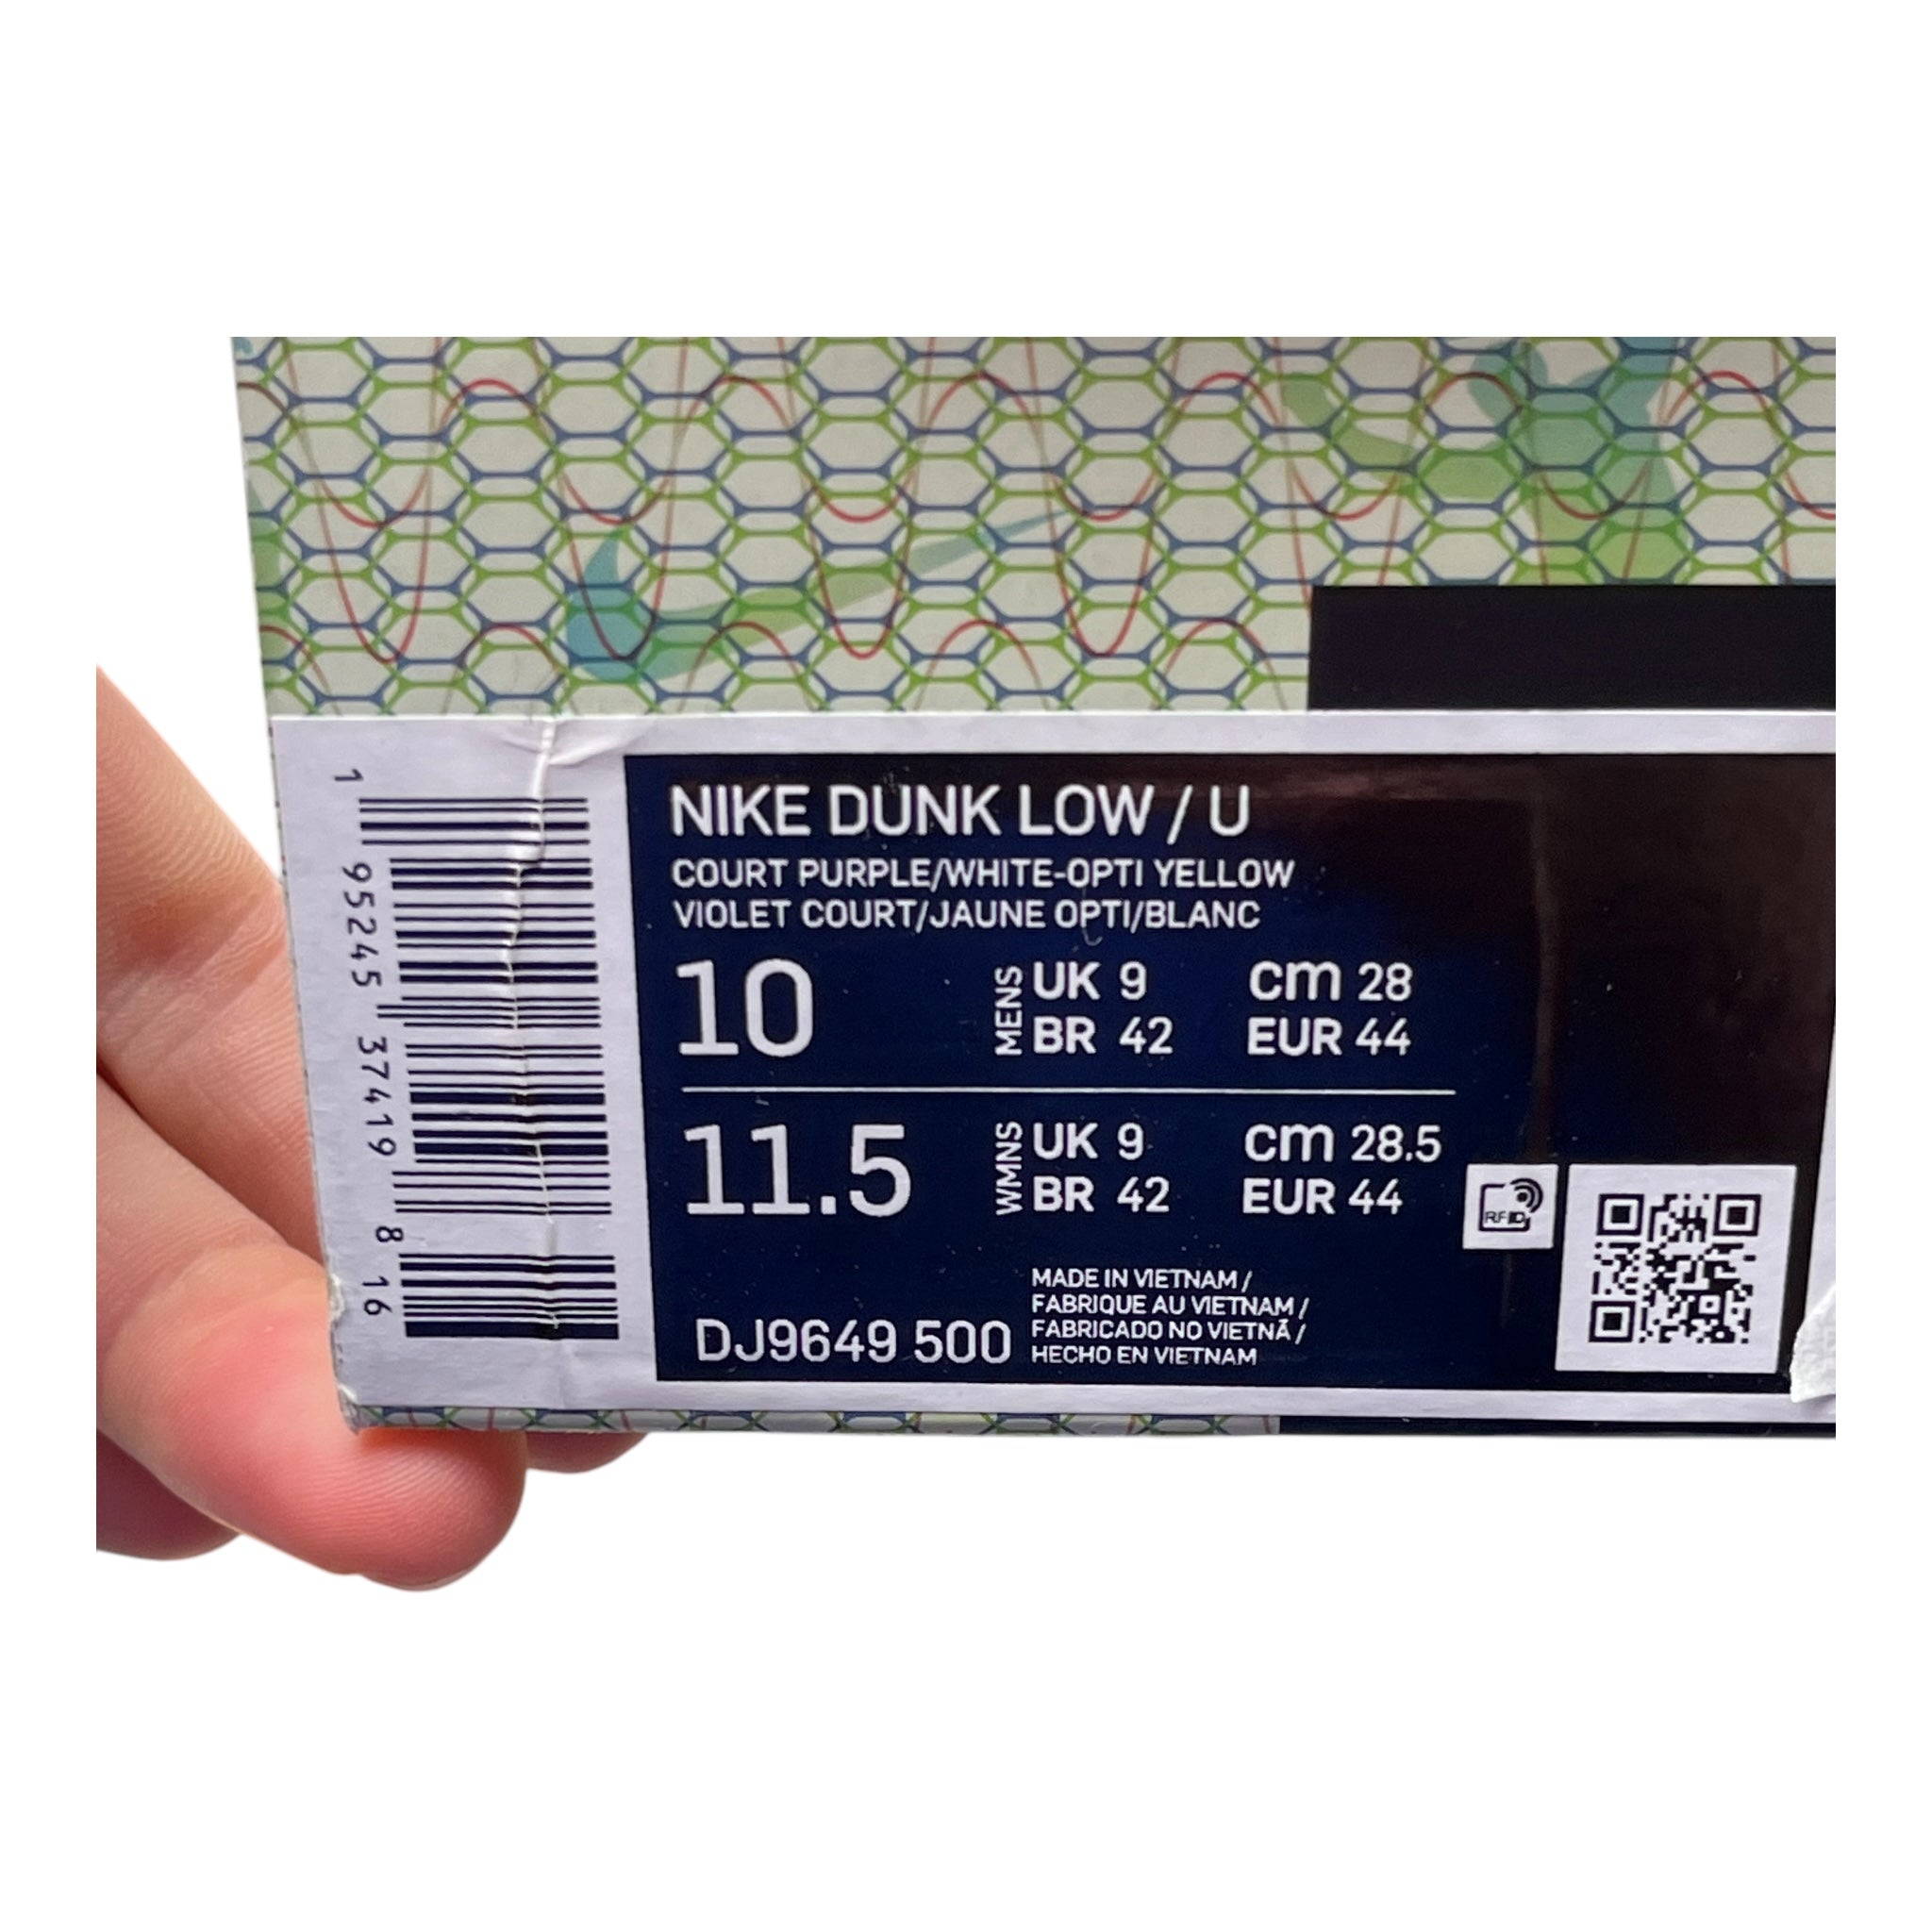 NIKE DUNK LOW / U
COURT PURPLE/WHITE-OPTI YELLOW
VIOLET COURT/JAUNE OPTI/BLANC
10 MENS UK 9 cm 28
BR 42 EUR 44
11.5 WMNS UK 9 cm 28.5
BR 42 EUR 44
DJ9649 500
MADE IN VIETNAM /
FABRIQUE AU VIETNAM /
FABRICADO NO VIETNÃ /
HECHO EN VIETNAM
RFID
1 95245 37419 8 16